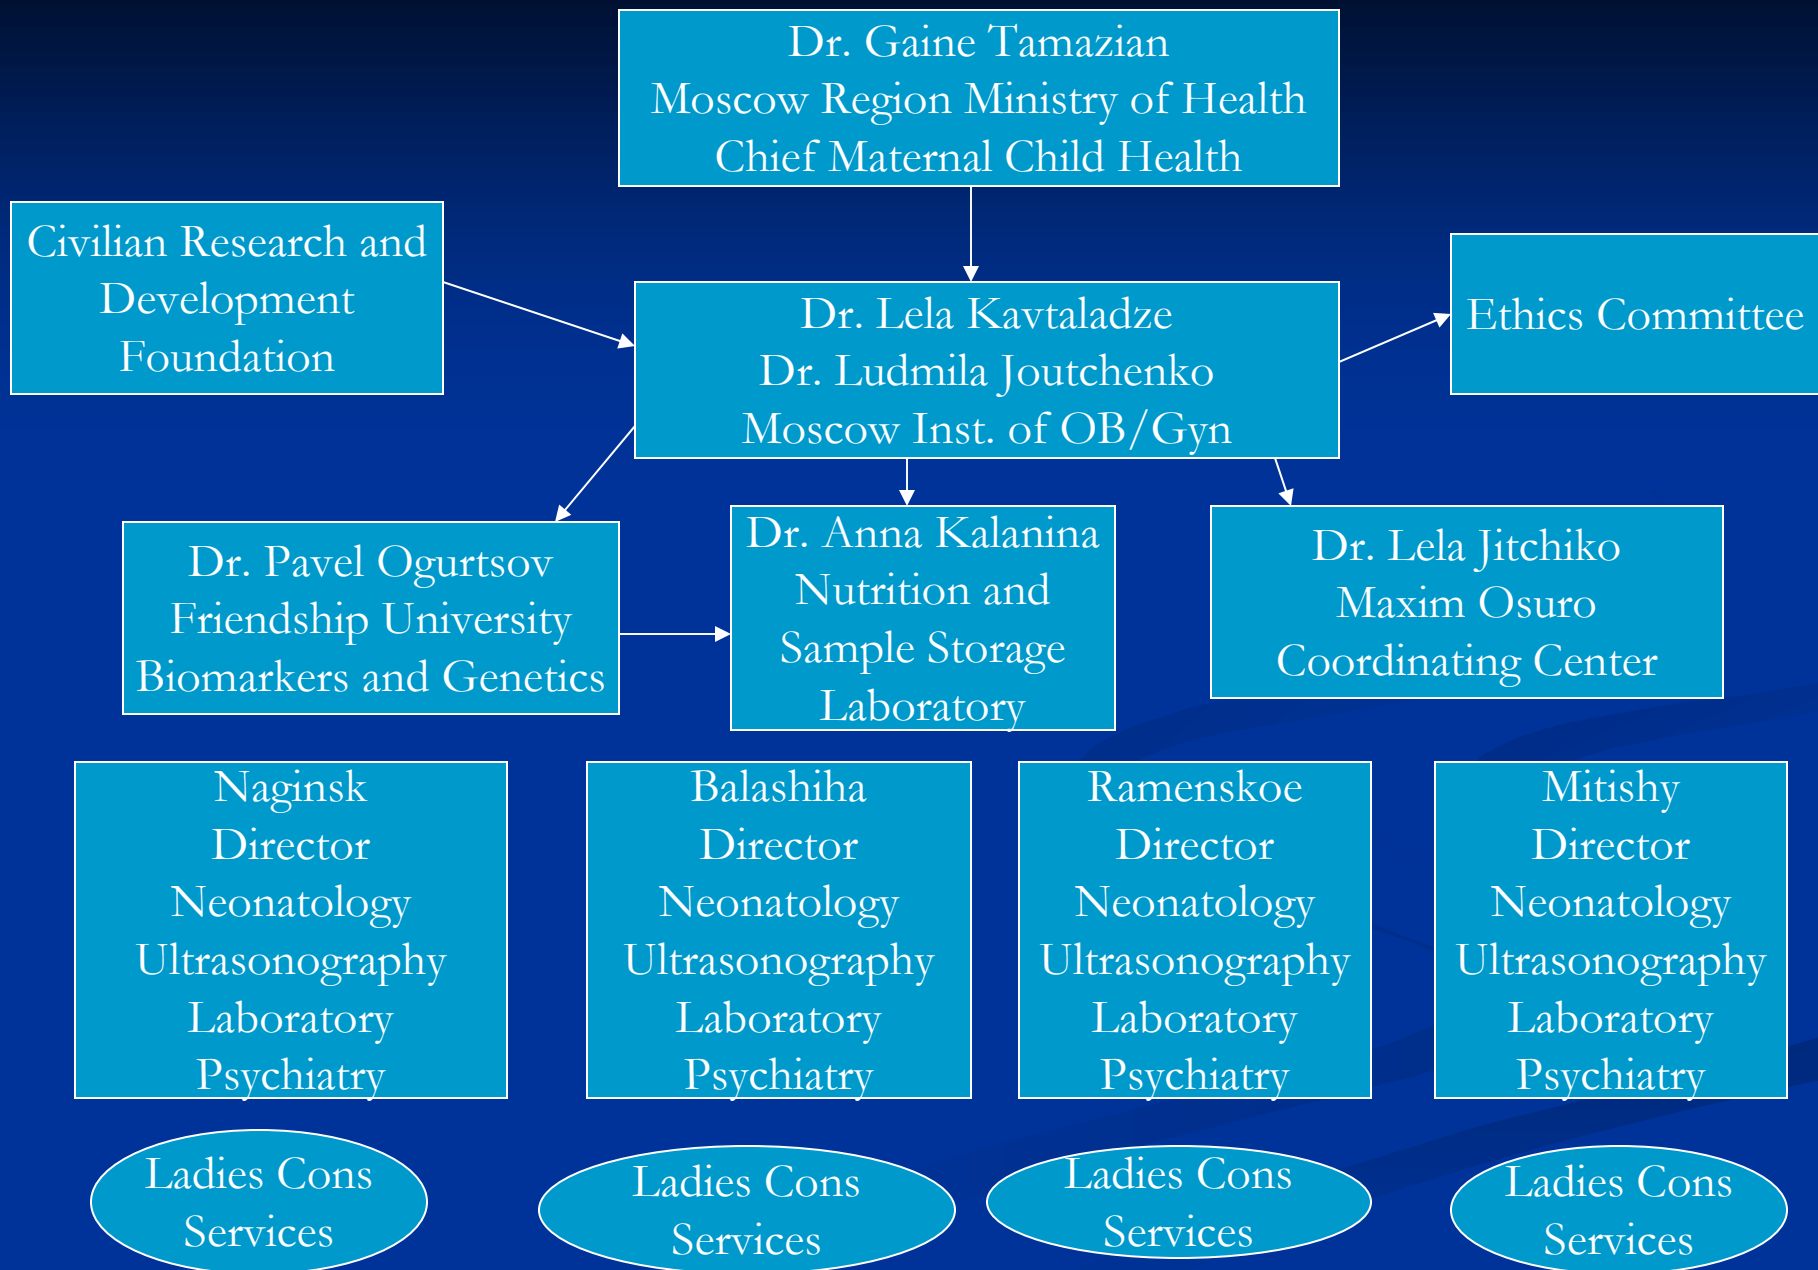 Dr. Gaine Tamazian
Moscow Region Ministry of Health
Chief Maternal Child Health
Civilian Research and
Development
Foundation
Dr. Lela Kavtaladze
Dr. Ludmila Joutchenko
Moscow Inst. of OB/Gyn
Ethics Committee
Dr. Pavel Ogurtsov
Friendship University
Biomarkers and Genetics
Dr. Anna Kalanina
Nutrition and
Sample Storage
Laboratory
Dr. Lela Jitchiko
Maxim Osuro
Coordinating Center
Naginsk
Director
Neonatology
Ultrasonography
Laboratory
Psychiatry
Balashiha
Director
Neonatology
Ultrasonography
Laboratory
Psychiatry
Ramenskoe
Director
Neonatology
Ultrasonography
Laboratory
Psychiatry
Mitishy
Director
Neonatology
Ultrasonography
Laboratory
Psychiatry
Ladies Cons
Services
Ladies Cons
Services
Ladies Cons
Services
Ladies Cons
Services